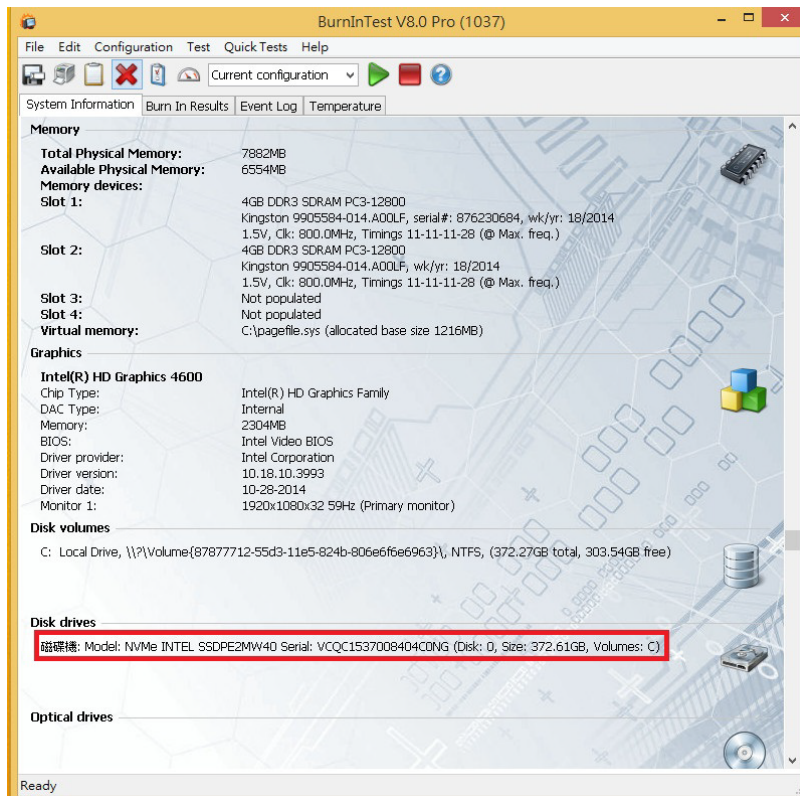 BurnInTest V8.0 Pro (1037)
File Edit Configuration Test Quick Tests Help
Current configuration
System Information Burn In Results Event Log Temperature
Memory
Total Physical Memory: 7882MB
Available Physical Memory: 6554MB
Memory devices:
Slot 1: 4GB DDR3 SDRAM PC3-12800
Kingston 9905584-014.A00LF, serial#: 876230684, wk/yr: 18/2014
1.5V, Clk: 800.0MHz, Timings 11-11-11-28 (@ Max. freq.)
Slot 2: 4GB DDR3 SDRAM PC3-12800
Kingston 9905584-014.A00LF, wk/yr: 18/2014
1.5V, Clk: 800.0MHz, Timings 11-11-11-28 (@ Max. freq.)
Slot 3: Not populated
Slot 4: Not populated
Virtual memory: C:\pagefile.sys (allocated base size 1216MB)
Graphics
Intel(R) HD Graphics 4600
Chip Type: Intel(R) HD Graphics Family
DAC Type: Internal
Memory: 2304MB
BIOS: Intel Video BIOS
Driver provider: Intel Corporation
Driver version: 10.18.10.3993
Driver date: 10-28-2014
Monitor 1: 1920x1080x32 59Hz (Primary monitor)
Disk volumes
C: Local Drive, \\?\Volume{87877712-55d3-11e5-824b-806e6f6e6963}\, NTFS, (372.27GB total, 303.54GB free)
Disk drives
磁碟機: Model: NVMe INTEL SSDPE2MW40 Serial: VCQC1537008404C0NG (Disk: 0, Size: 372.61GB, Volumes: C)
Optical drives
Ready